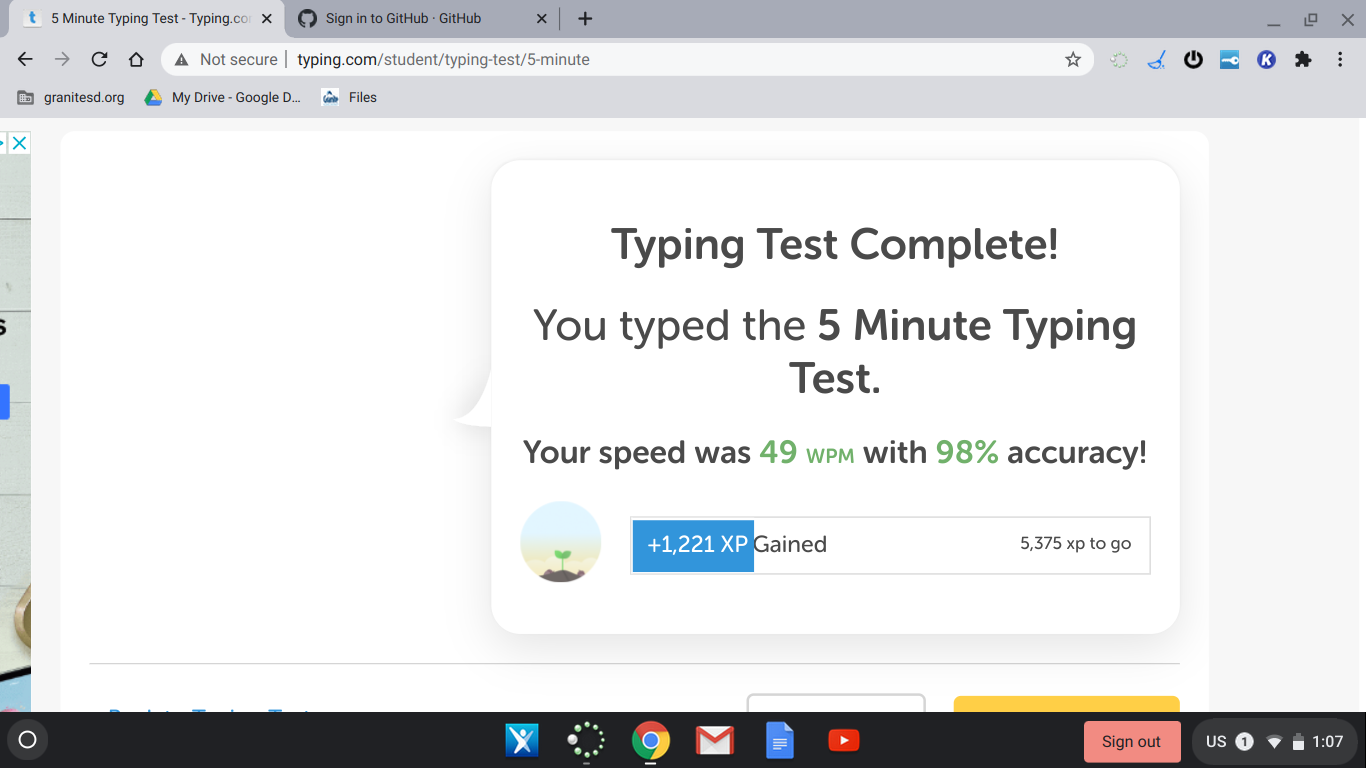 5 Minute Typing Test - Typing.co
Sign in to GitHub · GitHub
Not secure
typing.com/student/typing-test/5-minute
granitesd.org
My Drive - Google D...
Files
Typing Test Complete!
You typed the 5 Minute Typing
Test.
Your speed was 49 WPM with 98% accuracy!
+1,221 XP Gained
5,375 xp to go
Sign out
US 1 1:07